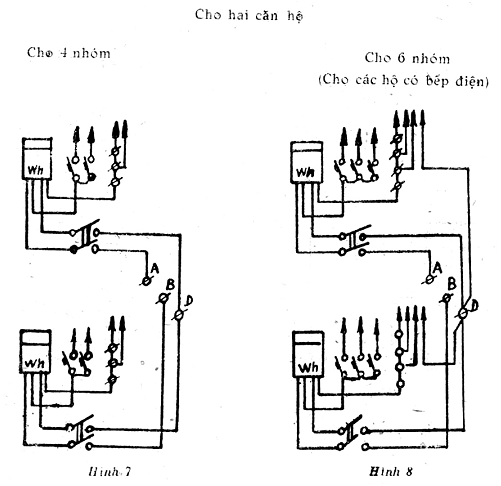 Cho hai căn hộ
Cho 4 nhóm
Cho 6 nhóm
(Cho các hộ có bếp điện)
Wh
Wh
A
B
D
Wh
Wh
A
B
D
Hình 7
Hình 8